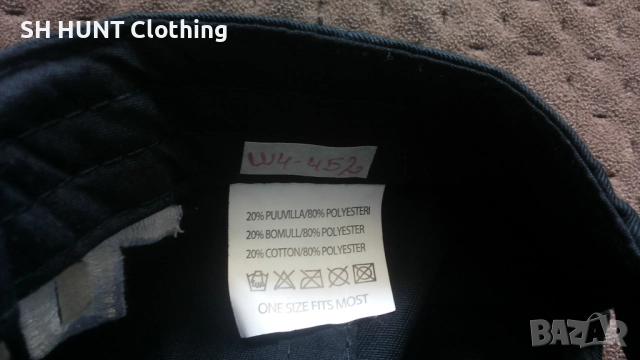 SH HUNT Clothing
W4-452
20% PUUVILLA/80% POLYESTERI
20% BOMULL/80% POLYESTER
20% COTTON/80% POLYESTER
ONE SIZE FITS MOST
BAZAR